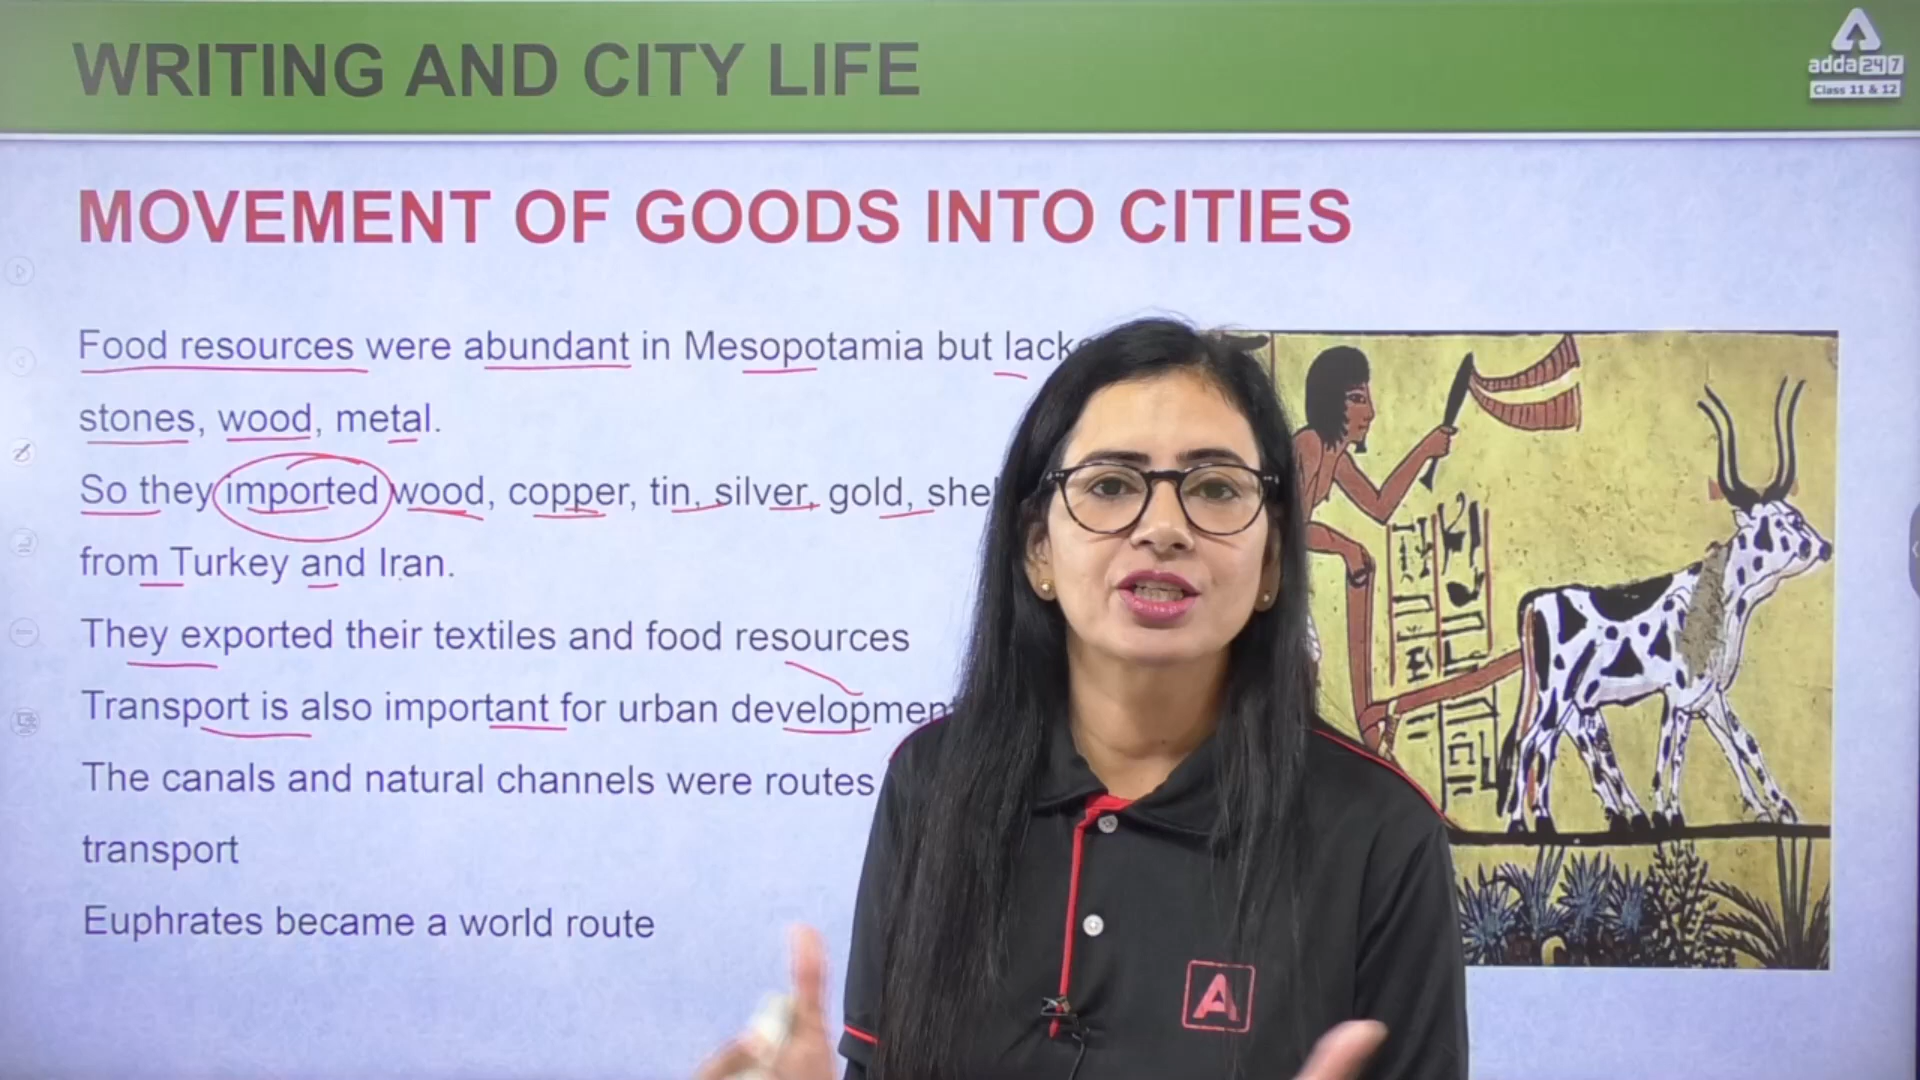 WRITING AND CITY LIFE
adda247
Class 11 & 12
MOVEMENT OF GOODS INTO CITIES
Food resources were abundant in Mesopotamia but
stones, wood, metal.
So they imported wood, copper, tin, silver, gold,
from Turkey and Iran.
They exported their textiles and food resources
Transport is also important for urban
The canals and natural channels were routes
transport
Euphrates became a world route
A